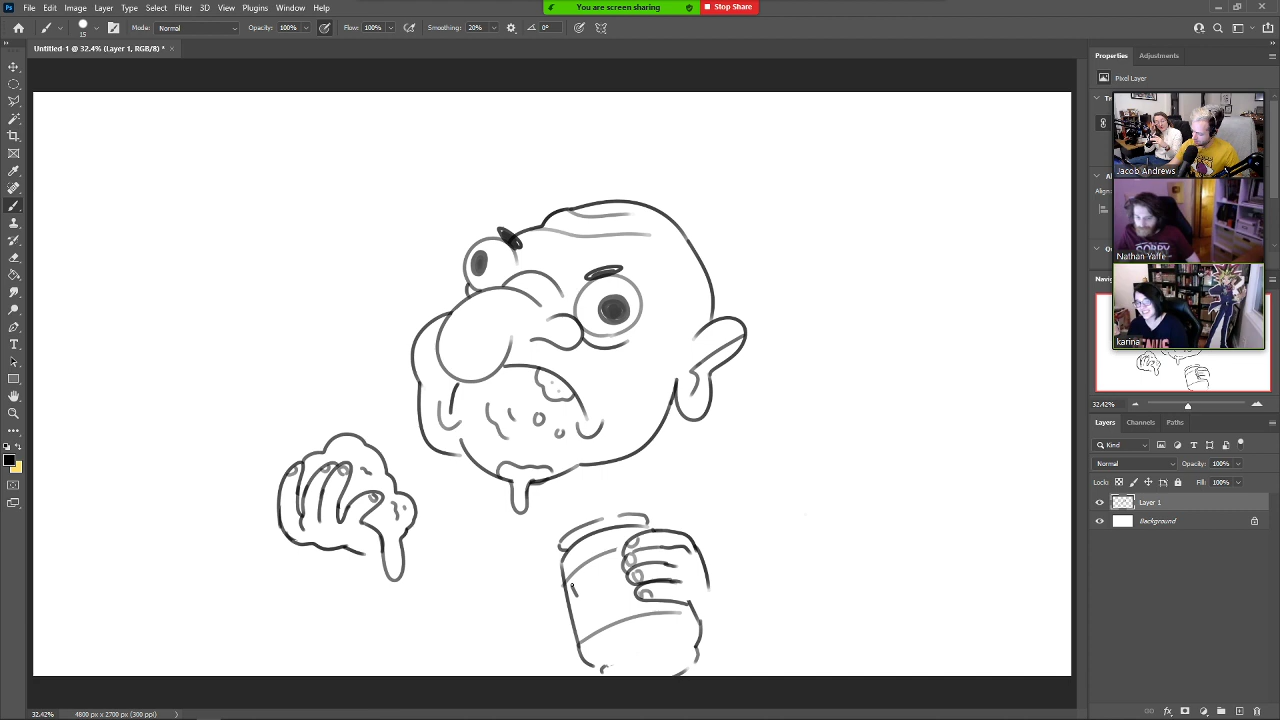 You are screen sharing
Stop Share
File Edit Image Layer Type Select Filter 3D View Plugins Window Help
15 Mode: Normal Opacity: 100% Flow: 100% Smoothing: 20% 0°
Untitled-1 @ 32.4% (Layer 1, RGB/8) * ×
Properties Adjustments
Pixel Layer
Jacob Andrews
Nathan Yaffe
karina
32.42%
Layers Channels Paths
Kind
Normal Opacity: 100%
Lock: Fill: 100%
Layer 1
Background
32.42% 4800 px x 2700 px (300 ppi)